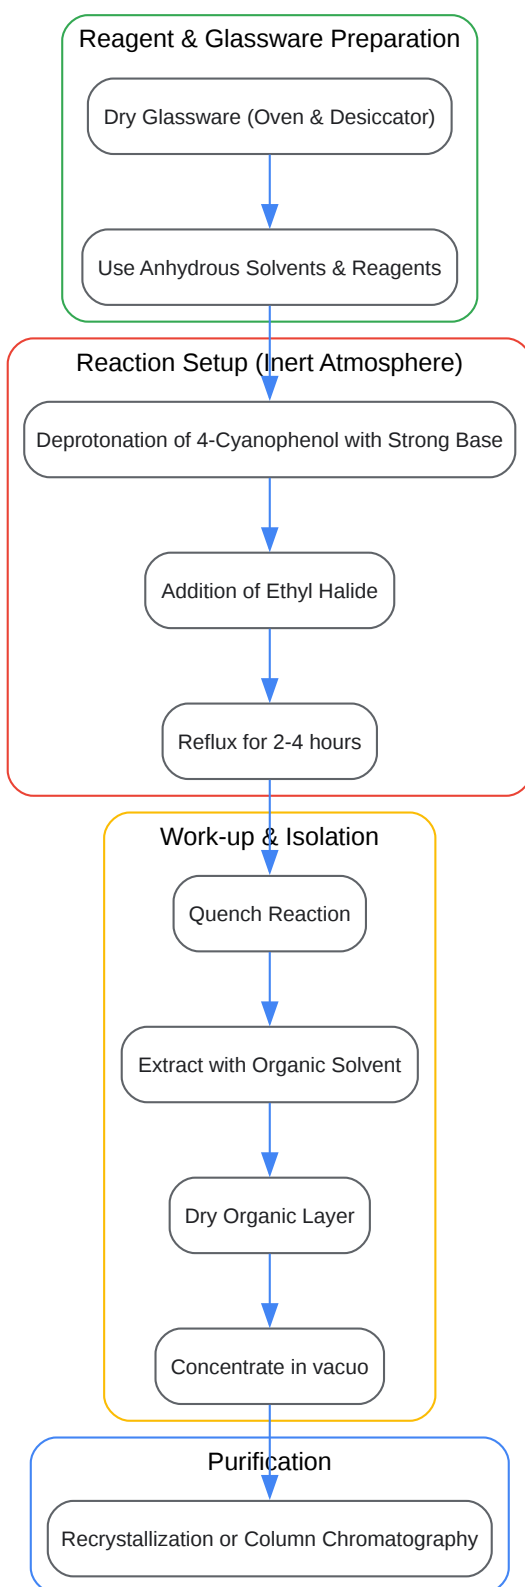 Reagent & Glassware Preparation
Dry Glassware (Oven & Desiccator)
Use Anhydrous Solvents & Reagents
Reaction Setup (Inert Atmosphere)
Deprotonation of 4-Cyanophenol with Strong Base
Addition of Ethyl Halide
Reflux for 2-4 hours
Work-up & Isolation
Quench Reaction
Extract with Organic Solvent
Dry Organic Layer
Concentrate in vacuo
Purification
Recrystallization or Column Chromatography